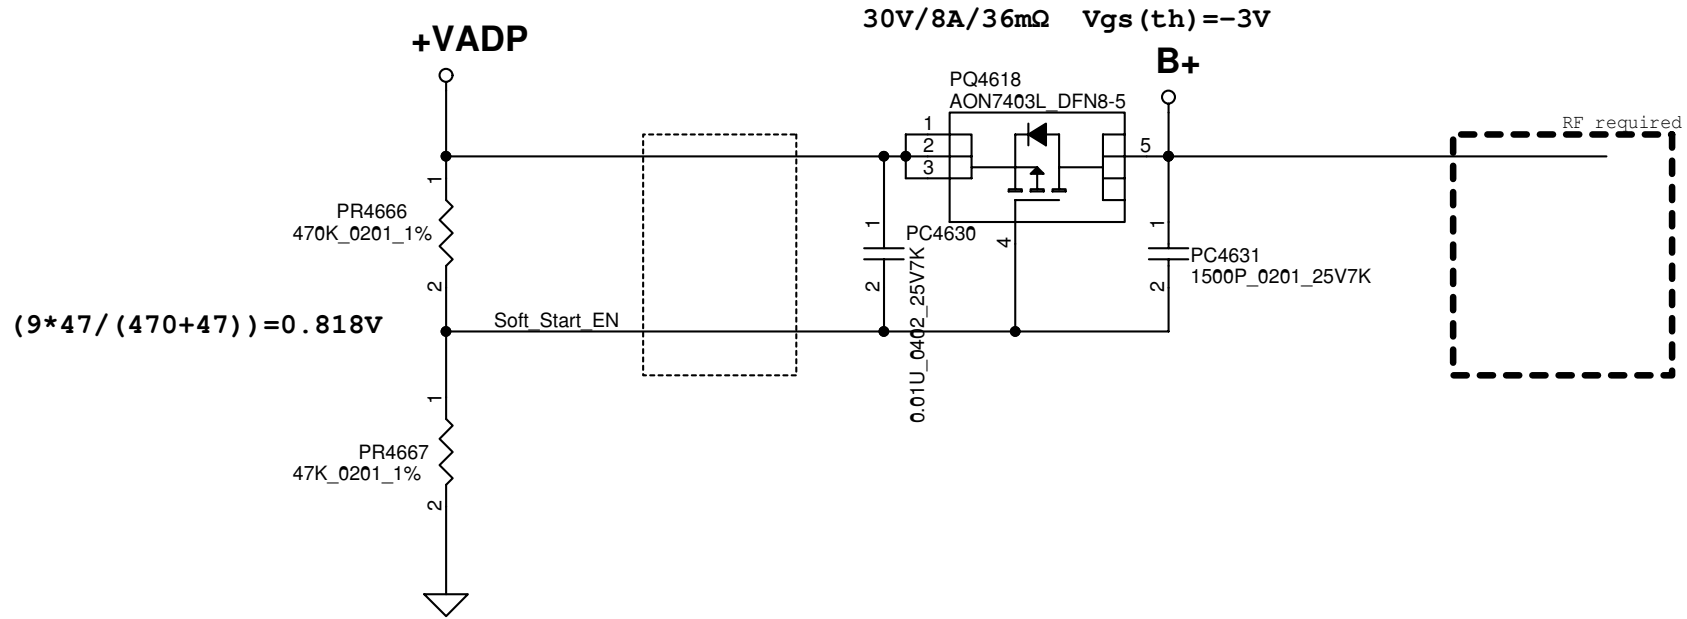 30V/8A/36mΩ Vgs(th)=-3V
+VADP
B+
PQ4618
AON7403L_DFN8-5
RF required
1
2
3
5
4
1
PR4666
470K_0201_1%
2
1
PC4630
2
0.01U_0402_25V7K
1
PC4631
1500P_0201_25V7K
2
(9*47/(470+47))=0.818V
Soft_Start_EN
1
PR4667
47K_0201_1%
2